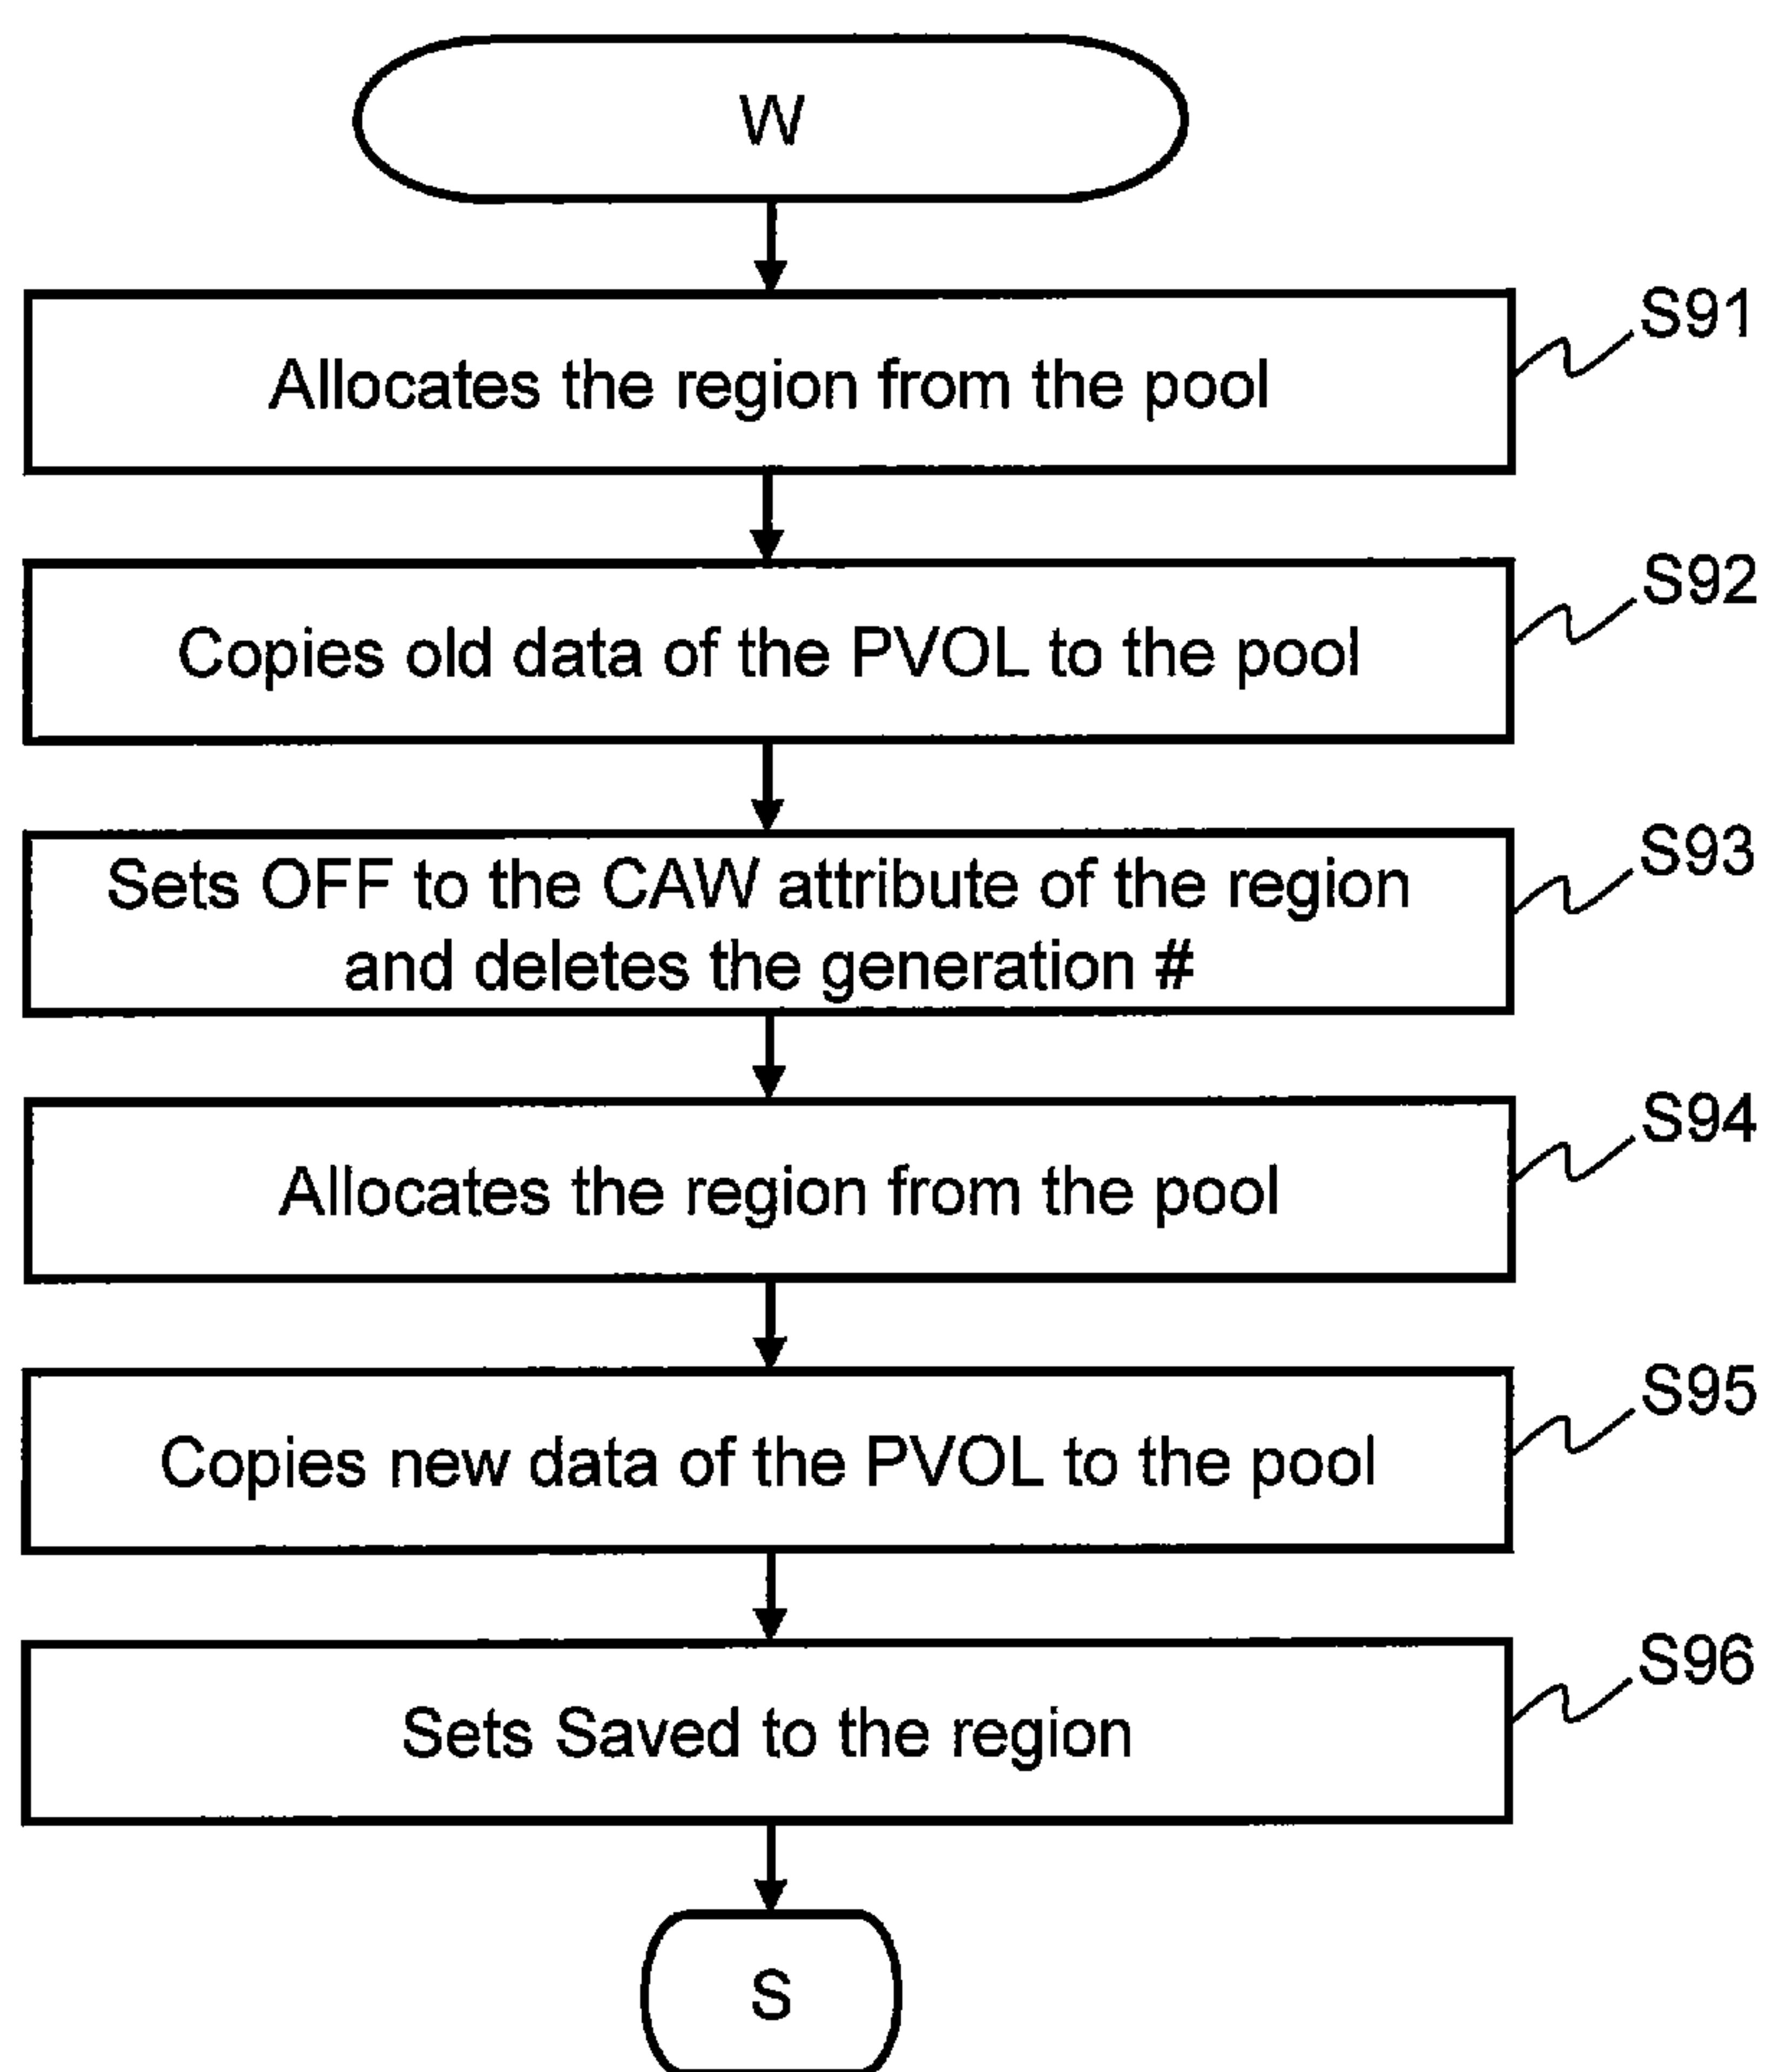 W
S91
Allocates the region from the pool
S92
Copies old data of the PVOL to the pool
S93
Sets OFF to the CAW attribute of the region
and deletes the generation #
S94
Allocates the region from the pool
S95
Copies new data of the PVOL to the pool
S96
Sets Saved to the region
S